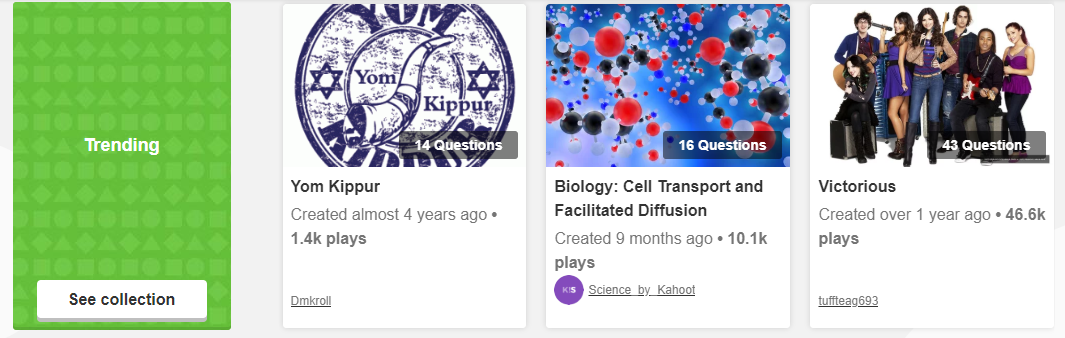 Trending
See collection
YOM
Yom
Kippur
14 Questions
Yom Kippur
Created almost 4 years ago •
1.4k plays
Dmkroll
16 Questions
Biology: Cell Transport and
Facilitated Diffusion
Created 9 months ago • 10.1k
plays
K!S
Science_by_Kahoot
43 Questions
Victorious
Created over 1 year ago • 46.6k
plays
tuffteag693